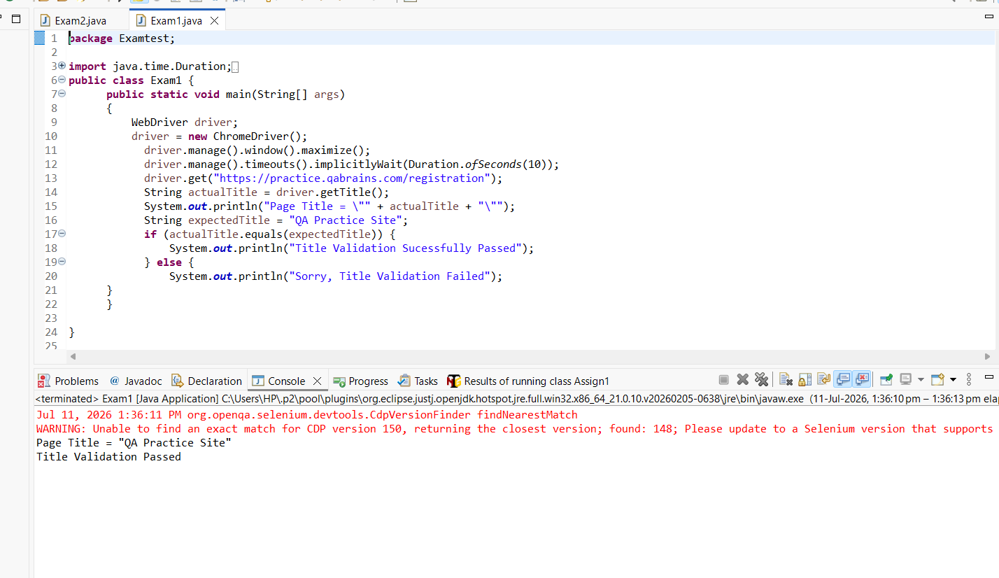 Exam2.java
Exam1.java
1 package Examtest;
2
3 import java.time.Duration;
6 public class Exam1 {
7 public static void main(String[] args)
8 {
9 WebDriver driver;
10 driver = new ChromeDriver();
11 driver.manage().window().maximize();
12 driver.manage().timeouts().implicitlyWait(Duration.ofSeconds(10));
13 driver.get("https://practice.qabrains.com/registration");
14 String actualTitle = driver.getTitle();
15 System.out.println("Page Title = \"" + actualTitle + "\"");
16 String expectedTitle = "QA Practice Site";
17 if (actualTitle.equals(expectedTitle)) {
18 System.out.println("Title Validation Sucessfully Passed");
19 } else {
20 System.out.println("Sorry, Title Validation Failed");
21 }
22 }
23
24 }
25
Problems @ Javadoc Declaration Console Progress Tasks Results of running class Assign1
<terminated> Exam1 [Java Application] C:\Users\HP\.p2\pool\plugins\org.eclipse.justj.openjdk.hotspot.jre.full.win32.x86_64_21.0.10.v20260205-0638\jre\bin\javaw.exe (11-Jul-2026, 1:36:10 pm – 1:36:13 pm elap
Jul 11, 2026 1:36:11 PM org.openqa.selenium.devtools.CdpVersionFinder findNearestMatch
WARNING: Unable to find an exact match for CDP version 150, returning the closest version; found: 148; Please update to a Selenium version that supports
Page Title = "QA Practice Site"
Title Validation Passed